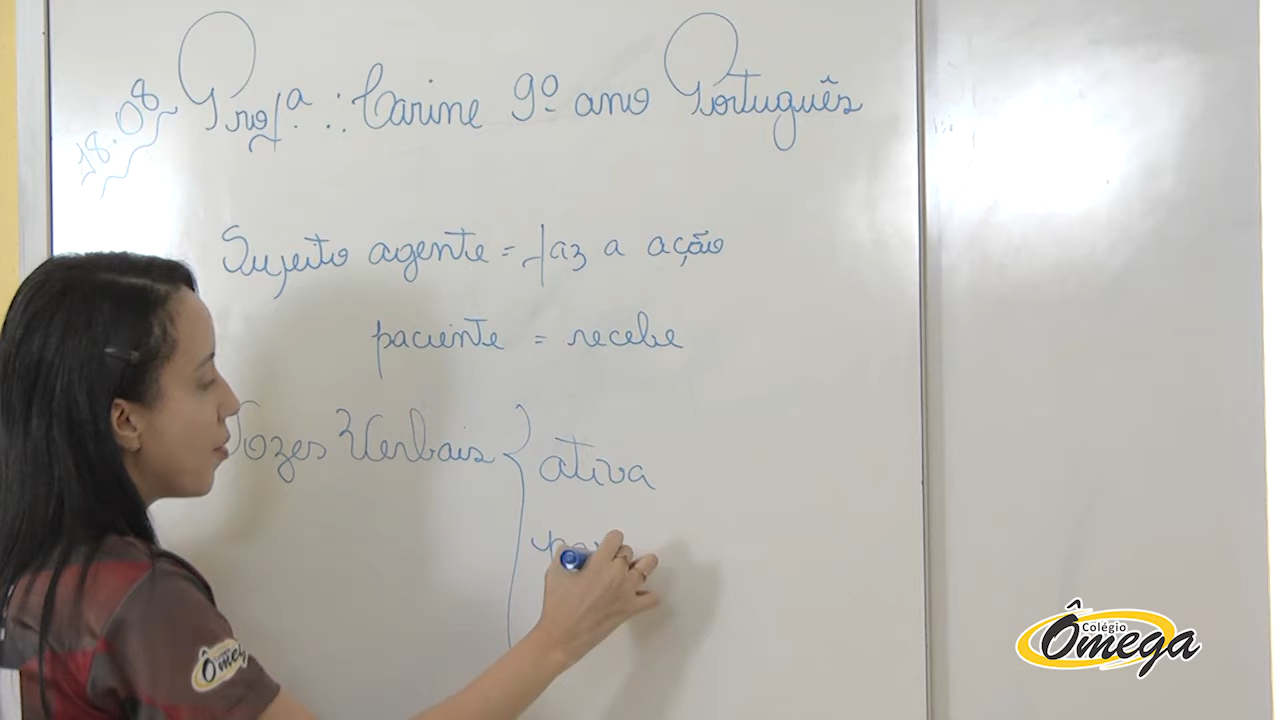 18.08
Profª.: Carine 9º ano Português
Sujeito agente = faz a ação
paciente = recebe
Vozes Verbais { ativa
Colégio
Ômega